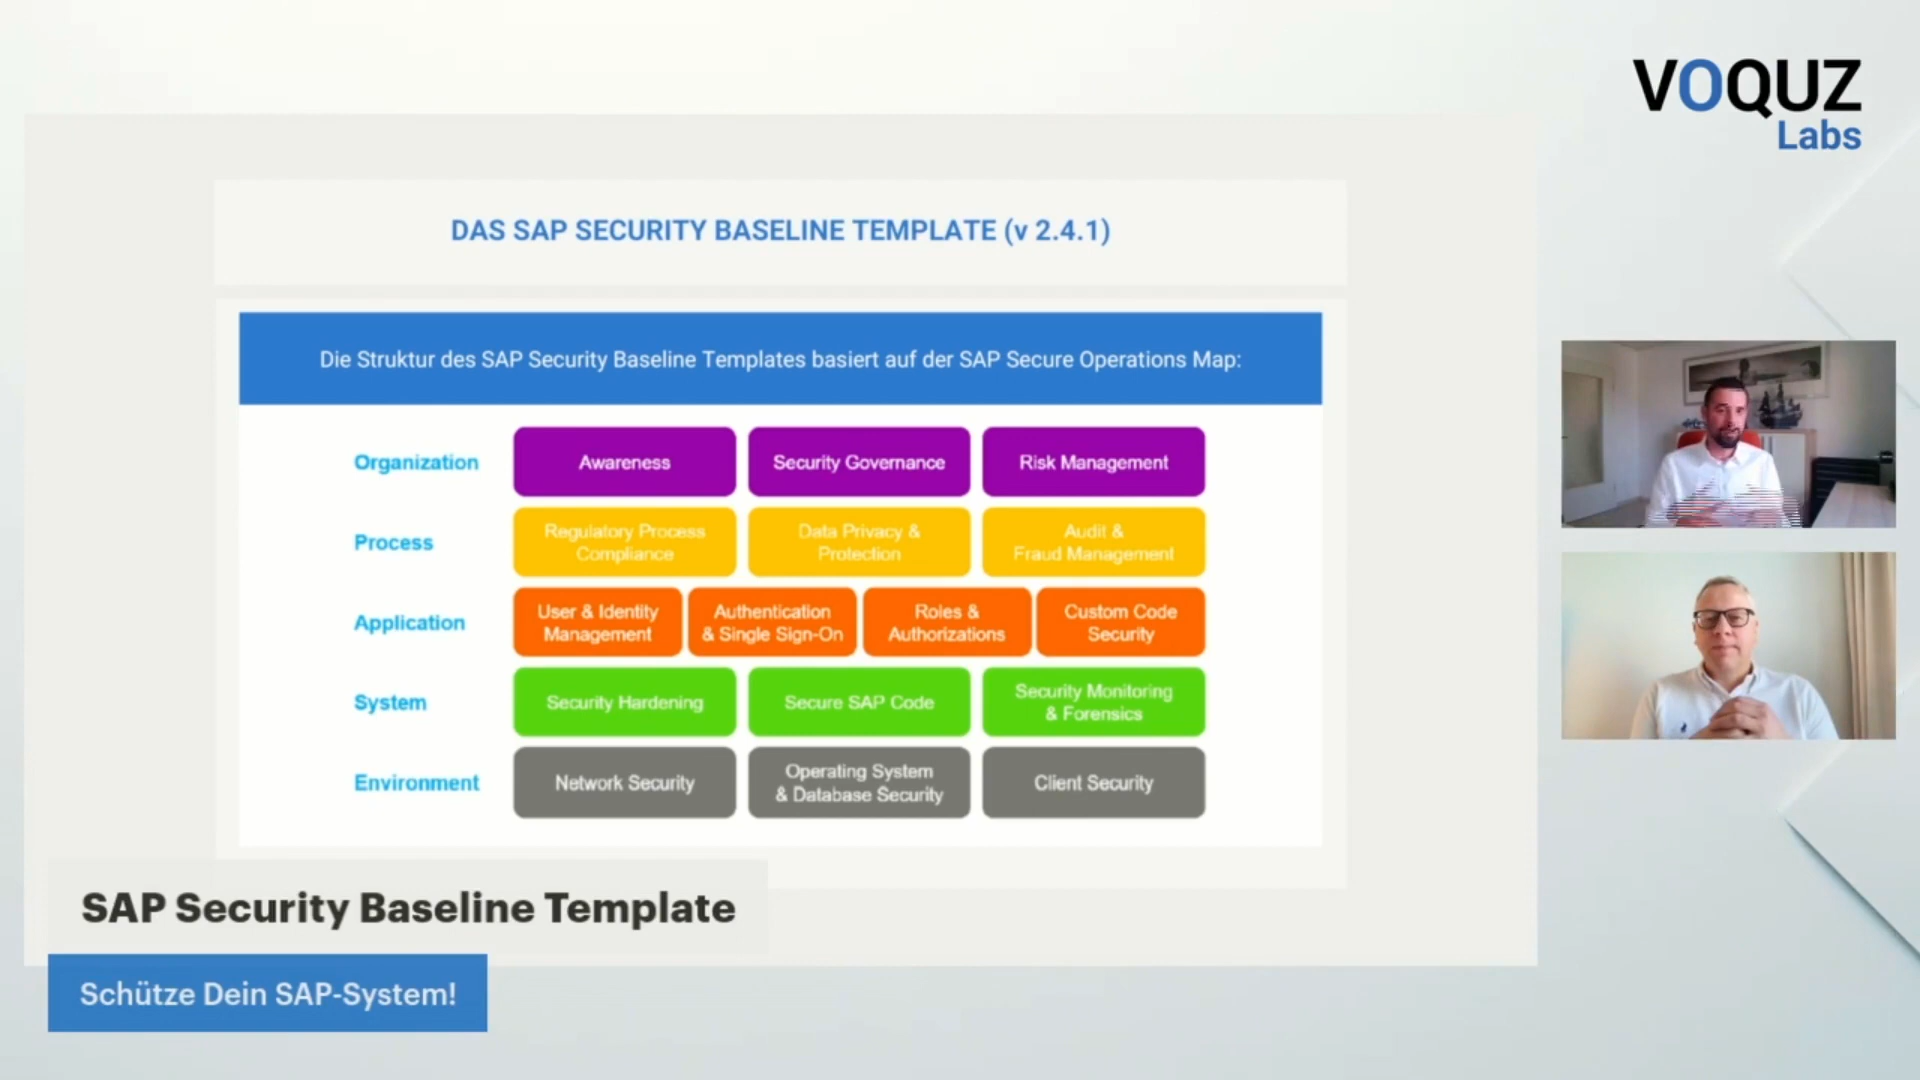 VOQUZ
Labs
DAS SAP SECURITY BASELINE TEMPLATE (v 2.4.1)
Die Struktur des SAP Security Baseline Templates basiert auf der SAP Secure Operations Map:
Organization
Awareness
Security Governance
Risk Management
Process
Regulatory Process
Compliance
Data Privacy &
Protection
Audit &
Fraud Management
Application
User & Identity
Management
Authentication
& Single Sign-On
Roles &
Authorizations
Custom Code
Security
System
Security Hardening
Secure SAP Code
Security Monitoring
& Forensics
Environment
Network Security
Operating System
& Database Security
Client Security
SAP Security Baseline Template
Schütze Dein SAP-System!